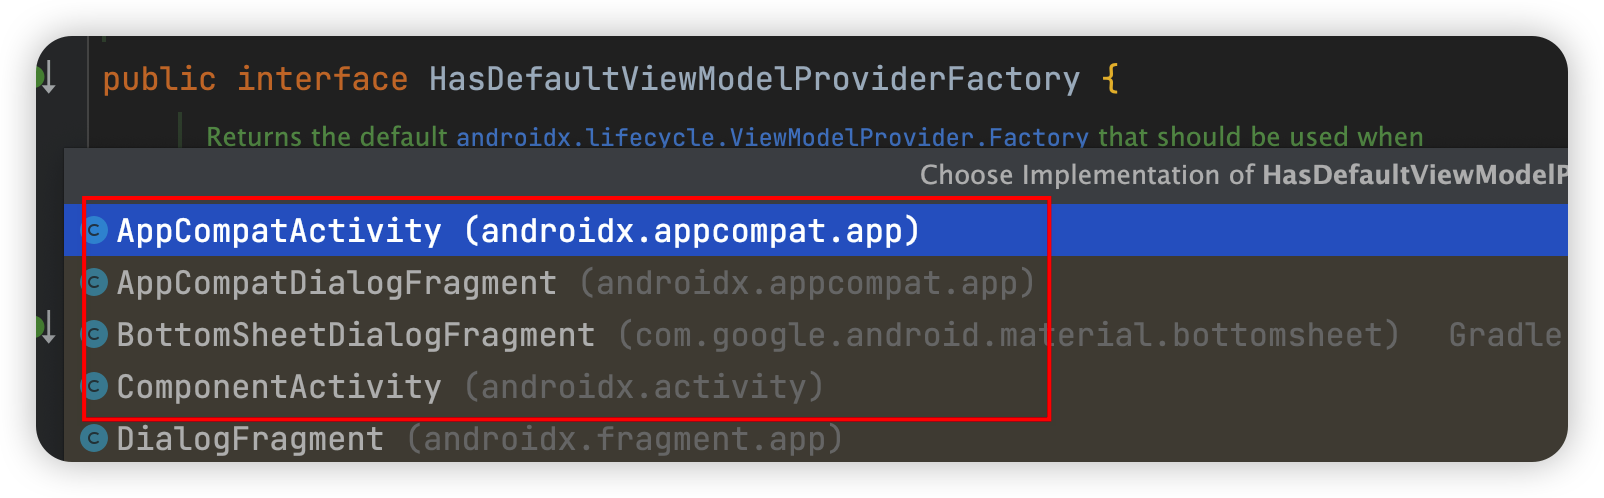 public interface HasDefaultViewModelProviderFactory {
Returns the default androidx.lifecycle.ViewModelProvider.Factory that should be used when
Choose Implementation of HasDefaultViewModelP
AppCompatActivity (androidx.appcompat.app)
AppCompatDialogFragment (androidx.appcompat.app)
BottomSheetDialogFragment (com.google.android.material.bottomsheet) Gradle
ComponentActivity (androidx.activity)
DialogFragment (androidx.fragment.app)